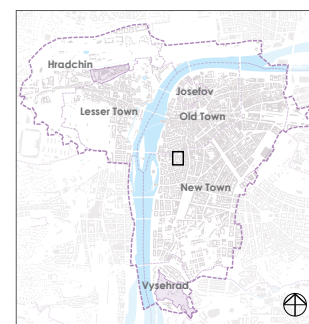 Hradchin
Josefov
Lesser Town
Old Town
New Town
Vysehrad